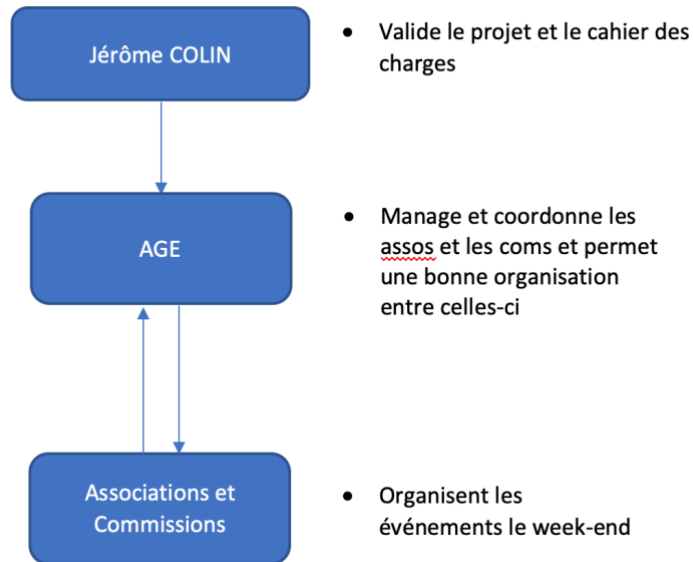 Jérôme COLIN
• Valide le projet et le cahier des
charges
AGE
• Manage et coordonne les
assos et les coms et permet
une bonne organisation
entre celles-ci
Associations et
Commissions
• Organisent les
événements le week-end